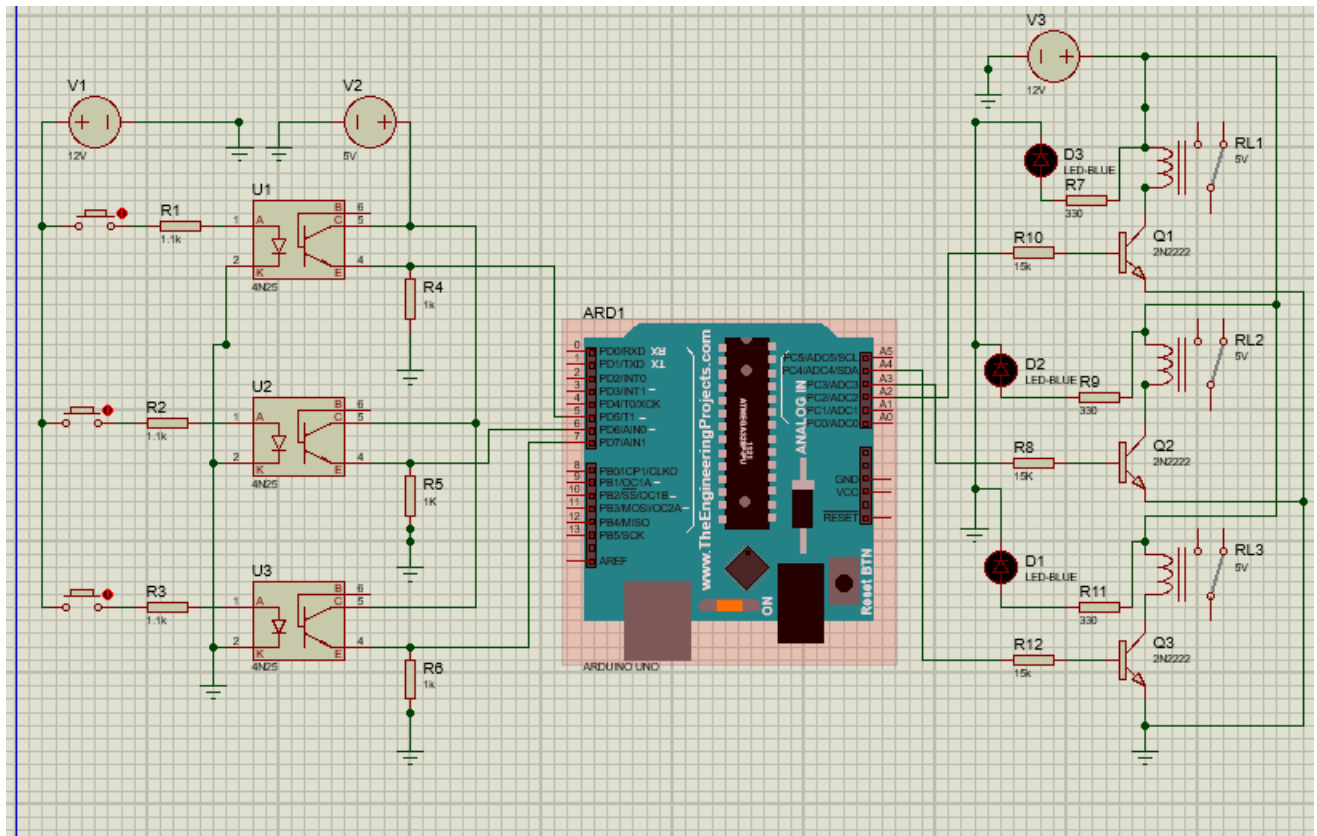 V3
12V
V1
12V
V2
5V
D3
LED-BLUE
R7
330
RL1
5V
U1
R1
1.1k
1
2
A
K
B
C
E
6
5
4
4N25
R4
1k
R10
15k
Q1
2N2222
ARD1
0
1
2
3
4
5
6
7
PD0/RXD RX
PD1/TXD TX
PD2/INT0
PD3/INT1
PD4/T0/XCK
PD5/T1
PD6/AIN0
PD7/AIN1
8
9
10
11
12
13
PB0/ICP1/CLKO
PB1/OC1A
PB2/SS/OC1B
PB3/MOSI/OC2A
PB4/MISO
PB5/SCK
AREF
www.TheEngineeringProjects.com
ANALOG IN
PC5/ADC5/SCL
PC4/ADC4/SDA
PC3/ADC3
PC2/ADC2
PC1/ADC1
PC0/ADC0
A5
A4
A3
A2
A1
A0
GND
VCC
RESET
Reset BTN
ON
ARDUINO UNO
D2
LED-BLUE
R9
330
RL2
5V
U2
R2
1.1k
1
2
A
K
B
C
E
6
5
4
4N25
R5
1K
R8
15K
Q2
2N2222
D1
LED-BLUE
R11
330
RL3
5V
U3
R3
1.1k
1
2
A
K
B
C
E
6
5
4
4N25
R6
1k
R12
15k
Q3
2N2222